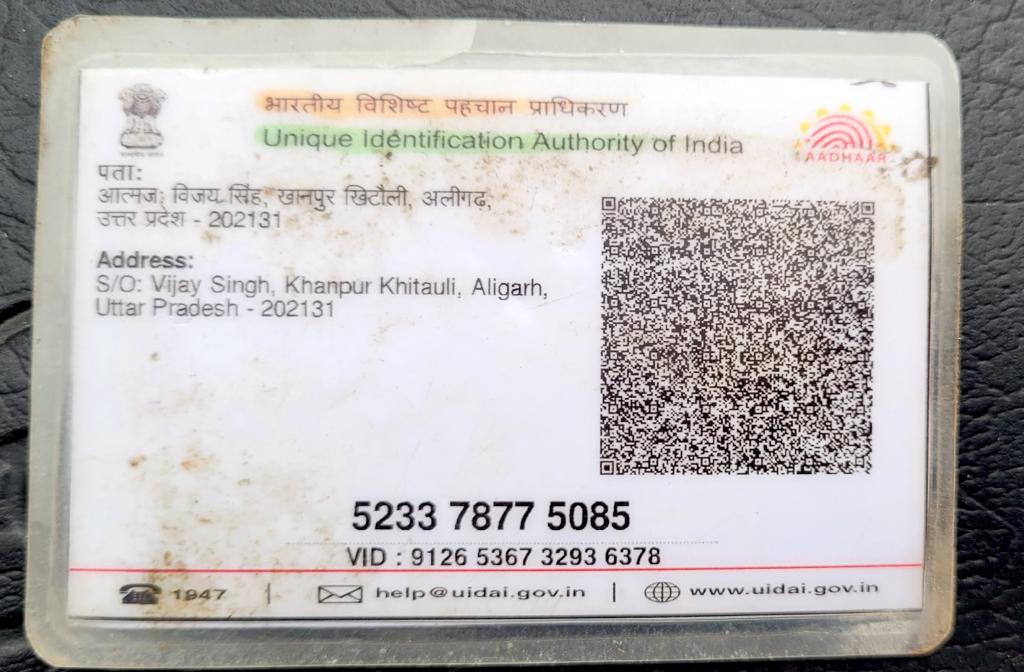 भारतीय विशिष्ट पहचान प्राधिकरण
Unique Identification Authority of India
AADHAAR
पता:
आत्मज: विजय सिंह, खानपुर खिटौली, अलीगढ़,
उत्तर प्रदेश - 202131
Address:
S/O: Vijay Singh, Khanpur Khitauli, Aligarh,
Uttar Pradesh - 202131
5233 7877 5085
VID : 9126 5367 3293 6378
1947 | help@uidai.gov.in | www.uidai.gov.in